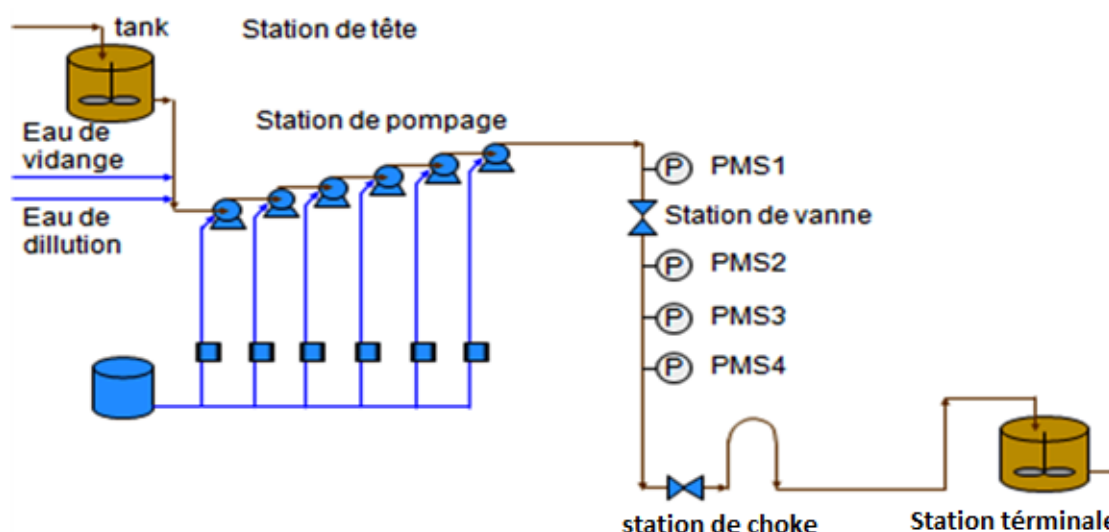 tank
Station de tête
Eau de
vidange
Station de pompage
Eau de
dillution
P PMS1
Station de vanne
P PMS2
P PMS3
P PMS4
station de choke
Station términale